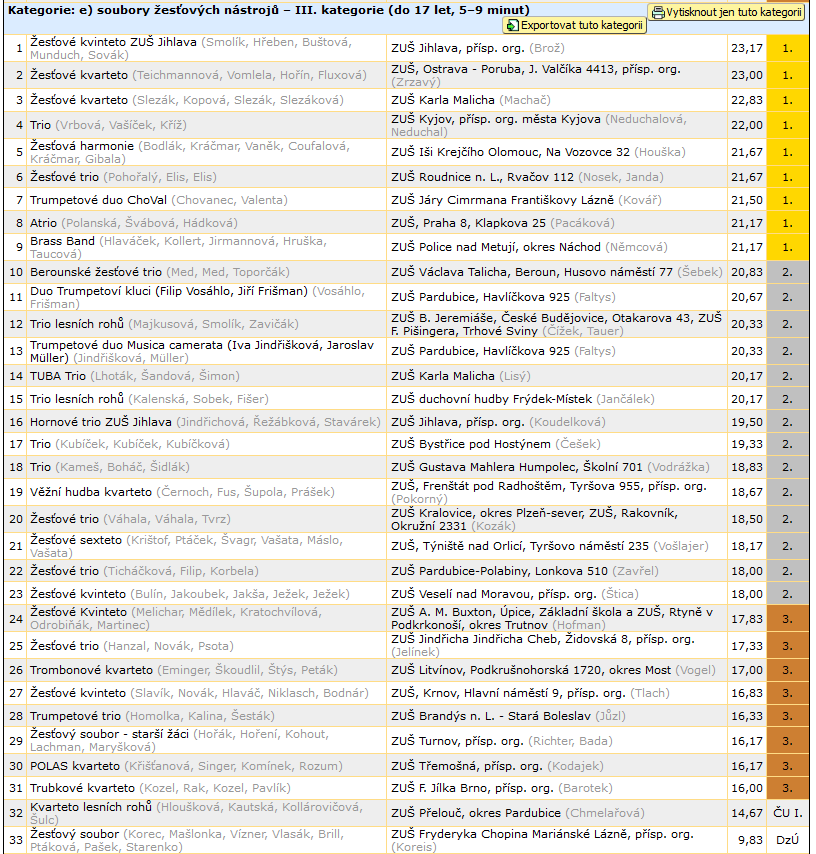 Kategorie: e) soubory žesťových nástrojů – III. kategorie (do 17 let, 5–9 minut)
Vytisknout jen tuto kategorii
Exportovat tuto kategorii
1 Žesťové kvinteto ZUŠ Jihlava (Smolík, Hřeben, Buštová,
Munduch, Sovák) ZUŠ Jihlava, přísp. org. (Brož) 23,17 1.
2 Žesťové kvarteto (Teichmannová, Vomlela, Hořín, Fluxová) ZUŠ, Ostrava - Poruba, J. Valčíka 4413, přísp. org.
(Zrzavý) 23,00 1.
3 Žesťové kvarteto (Slezák, Kopová, Slezák, Slezáková) ZUŠ Karla Malicha (Machač) 22,83 1.
4 Trio (Vrbová, Vašíček, Kříž) ZUŠ Kyjov, přísp. org. města Kyjova (Neduchalová,
Neduchal) 22,00 1.
5 Žesťová harmonie (Bodlák, Kráčmar, Vaněk, Coufalová,
Kráčmar, Gibala) ZUŠ Iši Krejčího Olomouc, Na Vozovce 32 (Houška) 21,67 1.
6 Žesťové trio (Pohořalý, Elis, Elis) ZUŠ Roudnice n. L., Rvačov 112 (Nosek, Janda) 21,67 1.
7 Trumpetové duo ChoVal (Chovanec, Valenta) ZUŠ Járy Cimrmana Františkovy Lázně (Kovář) 21,50 1.
8 Atrio (Polanská, Švábová, Hádková) ZUŠ, Praha 8, Klapkova 25 (Pacáková) 21,17 1.
9 Brass Band (Hlaváček, Kollert, Jirmannová, Hruška,
Taucová) ZUŠ Police nad Metují, okres Náchod (Němcová) 21,17 1.
10 Berounské žesťové trio (Med, Med, Toporčák) ZUŠ Václava Talicha, Beroun, Husovo náměstí 77 (Šebek) 20,83 2.
11 Duo Trumpetoví kluci (Filip Vosáhlo, Jiří Frišman) (Vosáhlo,
Frišman) ZUŠ Pardubice, Havlíčkova 925 (Faltys) 20,67 2.
12 Trio lesních rohů (Majkusová, Smolík, Zavičák) ZUŠ B. Jeremiáše, České Budějovice, Otakarova 43, ZUŠ
F. Pišingera, Trhové Sviny (Čížek, Tauer) 20,33 2.
13 Trumpetové duo Musica camerata (Iva Jindřišková, Jaroslav
Müller) (Jindřišková, Müller) ZUŠ Pardubice, Havlíčkova 925 (Faltys) 20,33 2.
14 TUBA Trio (Lhoták, Šandová, Šimon) ZUŠ Karla Malicha (Lisý) 20,17 2.
15 Trio lesních rohů (Kalenská, Sobek, Fišer) ZUŠ duchovní hudby Frýdek-Místek (Jančálek) 20,17 2.
16 Hornové trio ZUŠ Jihlava (Jindřichová, Řežábková, Stavárek) ZUŠ Jihlava, přísp. org. (Koudelková) 19,50 2.
17 Trio (Kubíček, Kubíček, Kubíčková) ZUŠ Bystřice pod Hostýnem (Češek) 19,33 2.
18 Trio (Kameš, Boháč, Šidlák) ZUŠ Gustava Mahlera Humpolec, Školní 701 (Vodrážka) 18,83 2.
19 Věžní hudba kvarteto (Černoch, Fus, Šupola, Prášek) ZUŠ, Frenštát pod Radhoštěm, Tyršova 955, přísp. org.
(Pokorný) 18,67 2.
20 Žesťové trio (Váhala, Váhala, Tvrz) ZUŠ Kralovice, okres Plzeň-sever, ZUŠ, Rakovník,
Okružní 2331 (Kozák) 18,50 2.
21 Žesťové sexteto (Krištof, Ptáček, Švagr, Vašata, Máslo,
Vašata) ZUŠ, Týniště nad Orlicí, Tyršovo náměstí 235 (Vošlajer) 18,17 2.
22 Žesťové trio (Ticháčková, Filip, Korbela) ZUŠ Pardubice-Polabiny, Lonkova 510 (Zavřel) 18,00 2.
23 Žesťové kvinteto (Bulín, Jakoubek, Jakša, Ježek, Ježek) ZUŠ Veselí nad Moravou, přísp. org. (Štica) 18,00 2.
24 Žesťové Kvinteto (Melichar, Mědílek, Kratochvílová,
Odrobiňák, Martinec) ZUŠ A. M. Buxton, Úpice, Základní škola a ZUŠ, Rtyně v
Podkrkonoší, okres Trutnov (Hofman) 17,83 3.
25 Žesťové trio (Hanzal, Novák, Psota) ZUŠ Jindřicha Jindřicha Cheb, Židovská 8, přísp. org.
(Jelínek) 17,33 3.
26 Trombonové kvarteto (Eminger, Škoudlil, Štýs, Peták) ZUŠ Litvínov, Podkrušnohorská 1720, okres Most (Vogel) 17,00 3.
27 Žesťové kvinteto (Slavík, Novák, Hlaváč, Niklasch, Bodnár) ZUŠ, Krnov, Hlavní náměstí 9, přísp. org. (Tlach) 16,83 3.
28 Trumpetové trio (Homolka, Kalina, Šesták) ZUŠ Brandýs n. L. - Stará Boleslav (Jůzl) 16,33 3.
29 Žesťový soubor - starší žáci (Hořák, Hoření, Kohout,
Lachman, Maryšková) ZUŠ Turnov, přísp. org. (Richter, Bada) 16,17 3.
30 POLAS kvarteto (Křišťanová, Singer, Komínek, Rozum) ZUŠ Třemošná, přísp. org. (Kodajek) 16,17 3.
31 Trubkové kvarteto (Kozel, Rak, Kozel, Pavlík) ZUŠ F. Jílka Brno, přísp. org. (Barotek) 16,00 3.
32 Kvarteto lesních rohů (Hloušková, Kautská, Kollárovičová,
Šulc) ZUŠ Přelouč, okres Pardubice (Chmelařová) 14,67 ČU I.
33 Žesťový soubor (Korec, Mašlonka, Vízner, Vlasák, Brill,
Ptáková, Pašek, Starenko) ZUŠ Fryderyka Chopina Mariánské Lázně, přísp. org.
(Koreis) 9,83 DzÚ